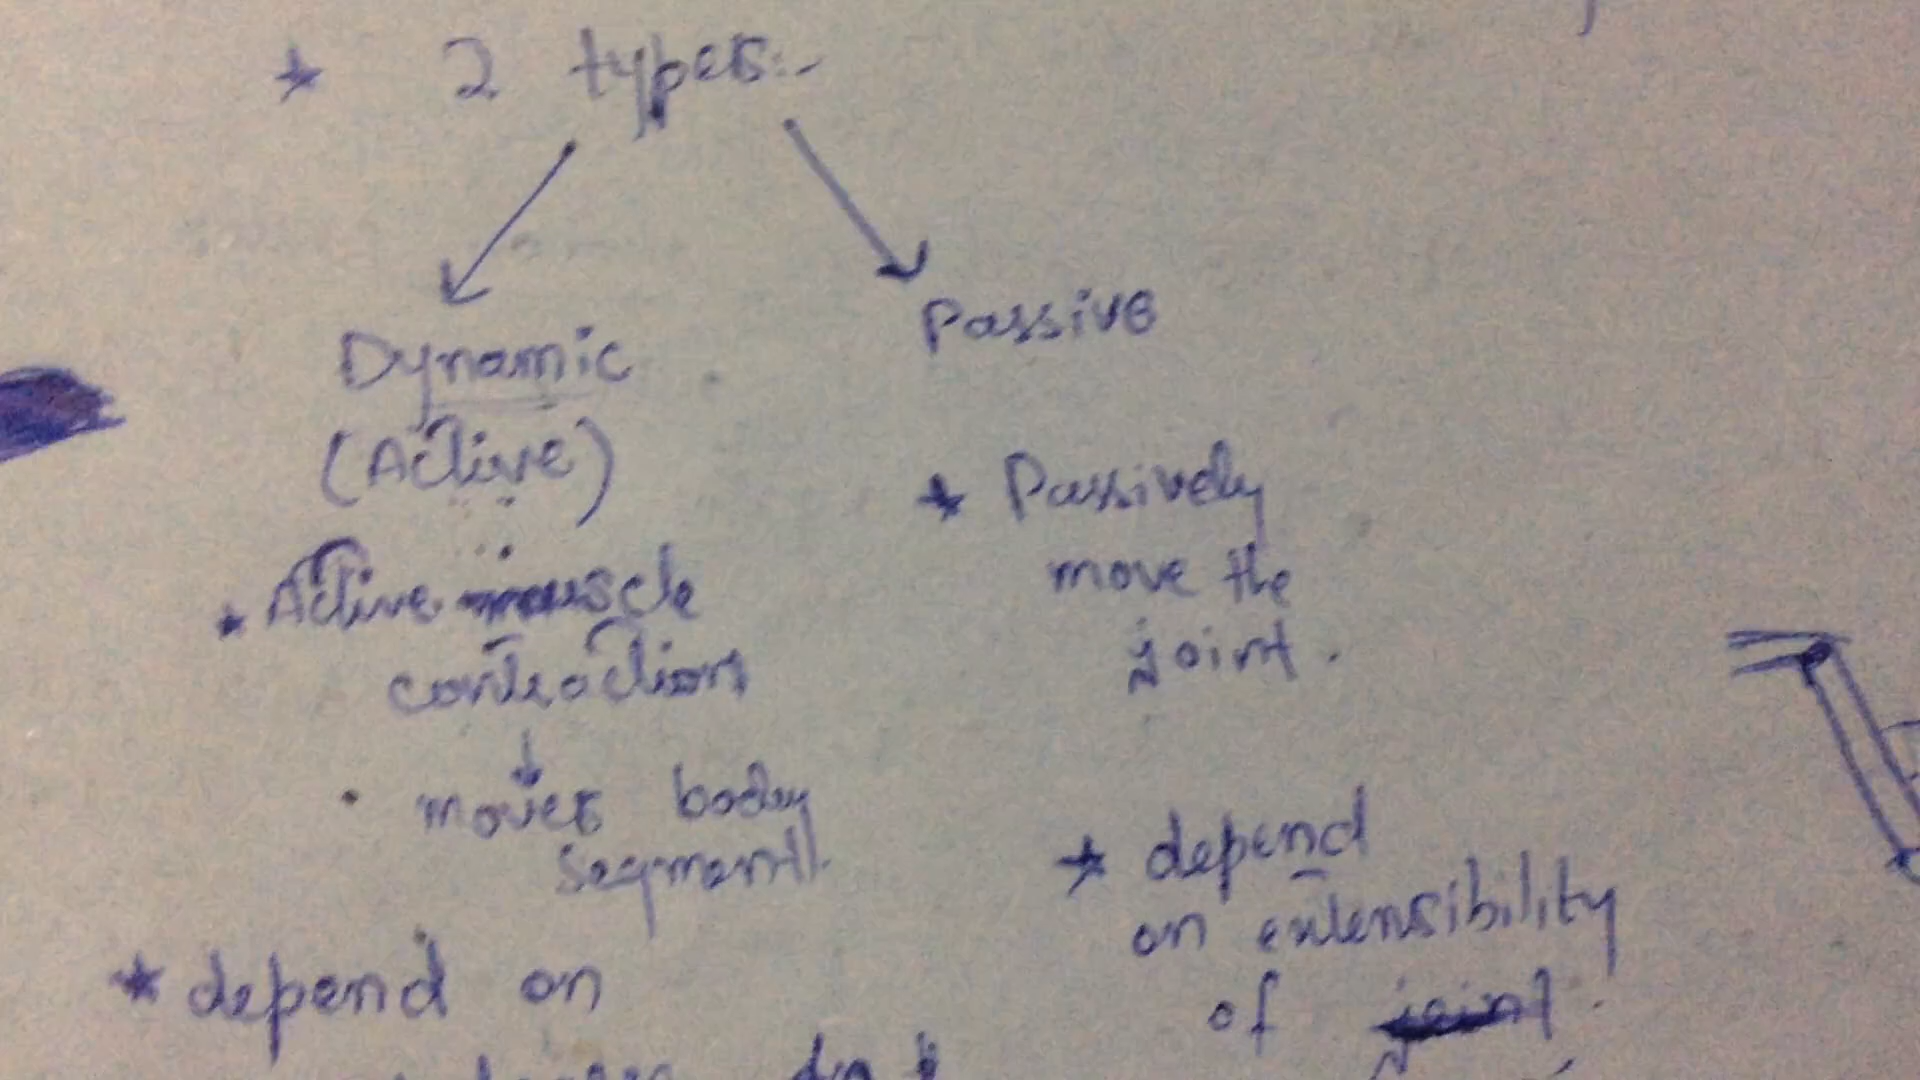 * 2 types:-
Dynamic
(Active)
* Active muscle
contraction
↓
• moves body
segment.
* depend on
Passive
* Passively
move the
joint.
* depend
on extensibility
of joint.